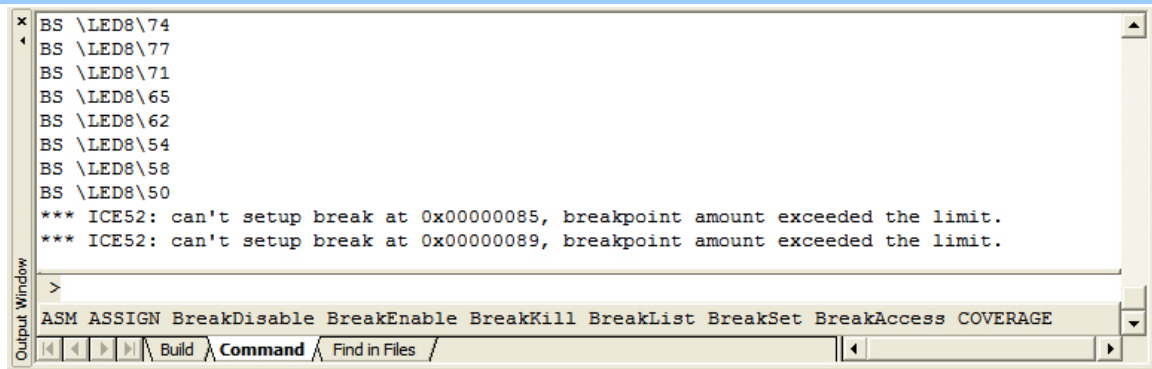 BS \LED8\74
BS \LED8\77
BS \LED8\71
BS \LED8\65
BS \LED8\62
BS \LED8\54
BS \LED8\58
BS \LED8\50
*** ICE52: can't setup break at 0x00000085, breakpoint amount exceeded the limit.
*** ICE52: can't setup break at 0x00000089, breakpoint amount exceeded the limit.
>
ASM ASSIGN BreakDisable BreakEnable BreakKill BreakList BreakSet BreakAccess COVERAGE
Build Command Find in Files
Output Window